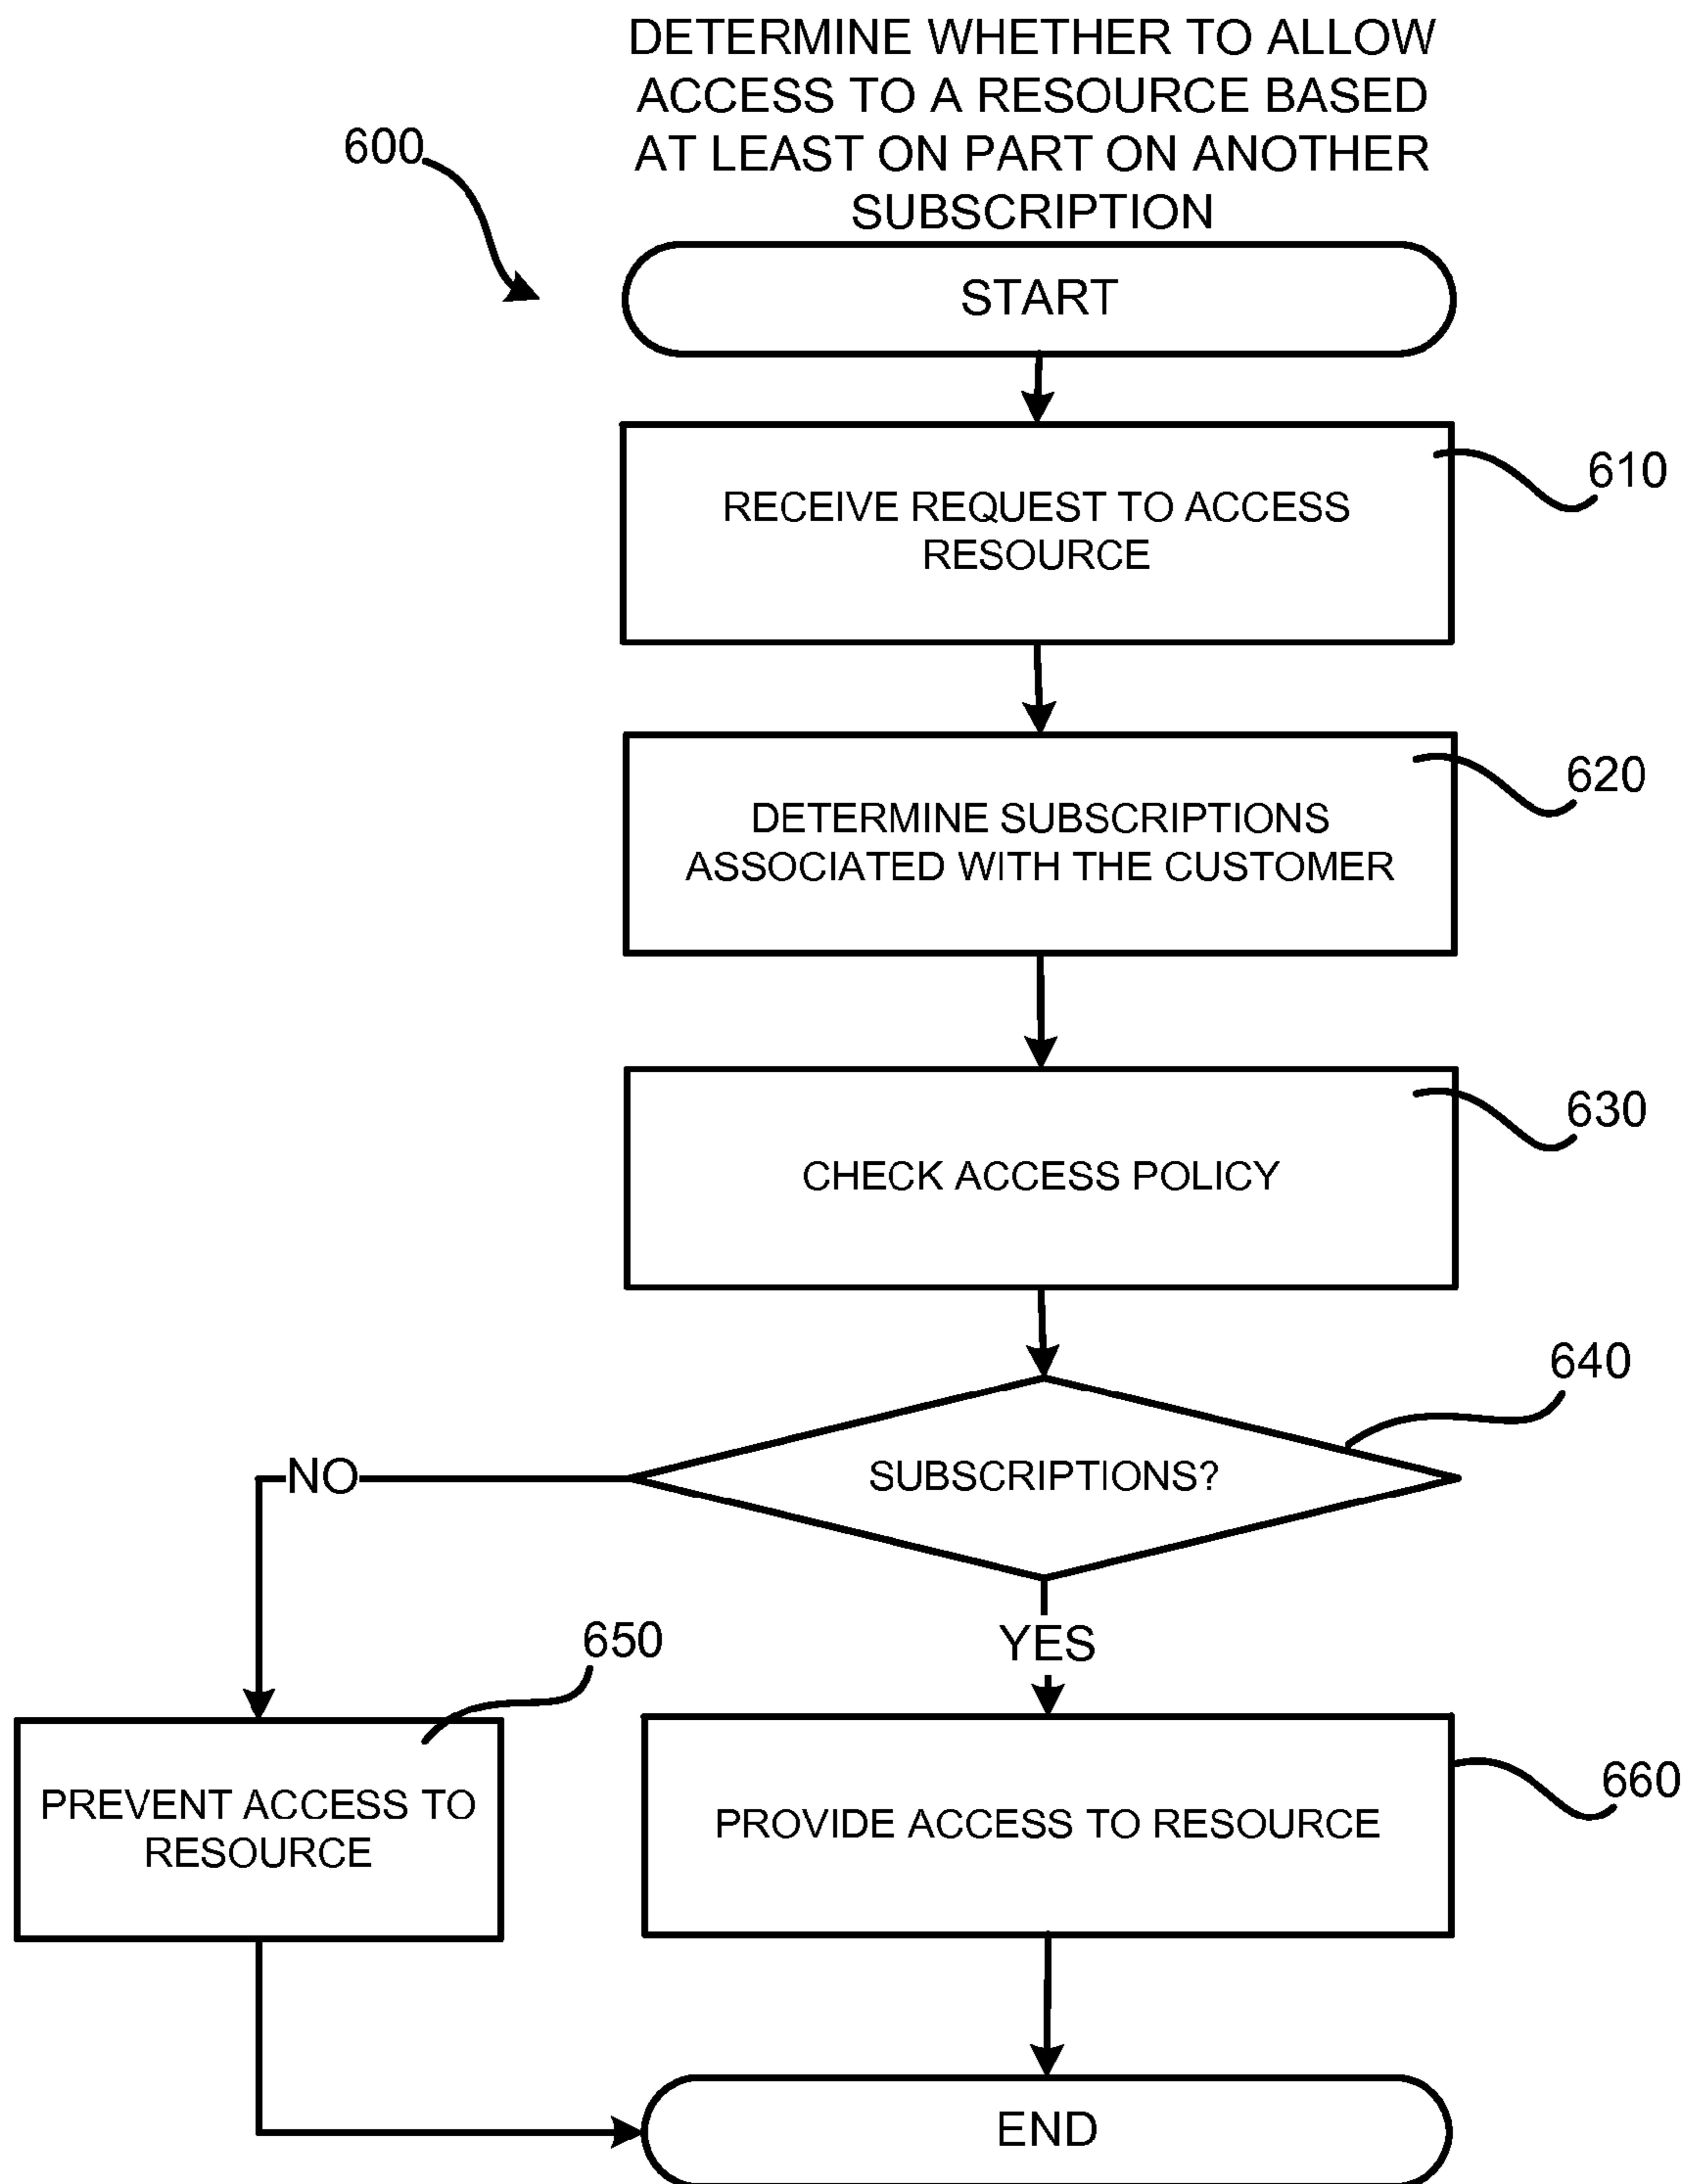 DETERMINE WHETHER TO ALLOW
ACCESS TO A RESOURCE BASED
AT LEAST ON PART ON ANOTHER
SUBSCRIPTION
600
START
610
RECEIVE REQUEST TO ACCESS
RESOURCE
620
DETERMINE SUBSCRIPTIONS
ASSOCIATED WITH THE CUSTOMER
630
CHECK ACCESS POLICY
640
SUBSCRIPTIONS?
NO
YES
650
PREVENT ACCESS TO
RESOURCE
660
PROVIDE ACCESS TO RESOURCE
END